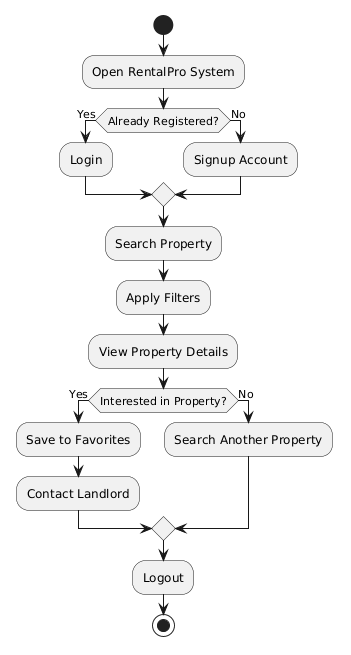 Open RentalPro System
Yes
Already Registered?
No
Login
Signup Account
Search Property
Apply Filters
View Property Details
Yes
Interested in Property?
No
Save to Favorites
Search Another Property
Contact Landlord
Logout